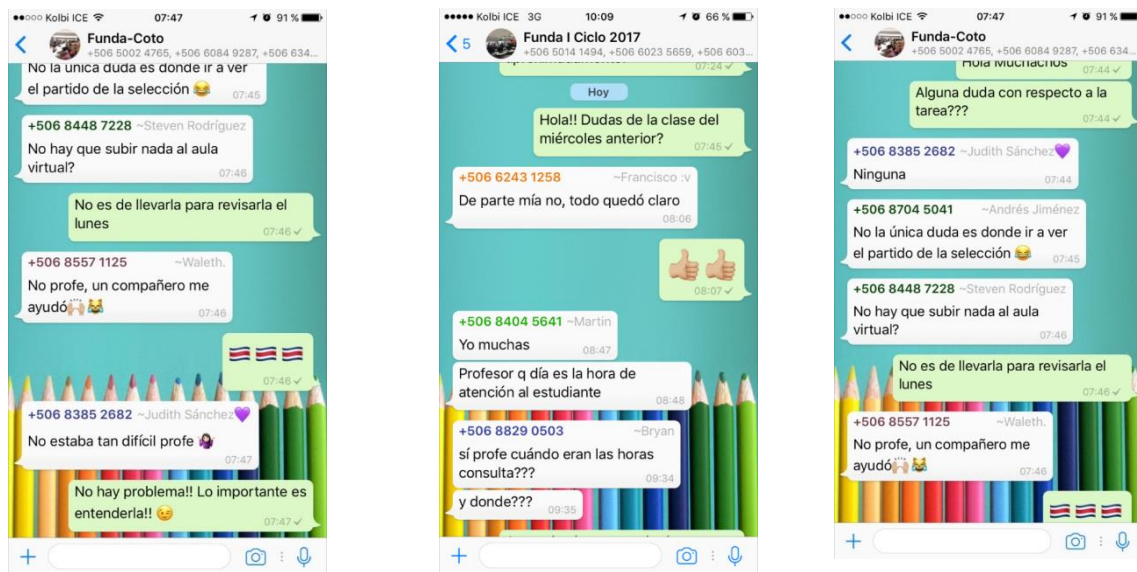 Kolbi ICE 07:47 91 %
Funda-Coto
+506 5002 4765, +506 6084 9287, +506 634...
No la única duda es donde ir a ver
el partido de la selección 😂 07:45
+506 8448 7228 ~Steven Rodríguez
No hay que subir nada al aula
virtual? 07:46
No es de llevarla para revisarla el
lunes 07:46
+506 8557 1125 ~Waleth.
No profe, un compañero me
ayudó🙌🏼😹 07:46
🇨🇷🇨🇷🇨🇷
07:46
+506 8385 2682 ~Judith Sánchez💜
No estaba tan difícil profe 🤷🏻‍♀️
07:47
No hay problema!! Lo importante es
entenderla!! 😉 07:47
Kolbi ICE 3G 10:09 66 %
5 Funda I Ciclo 2017
+506 5014 1494, +506 6023 5659, +506 603...
07:24
Hoy
Hola!! Dudas de la clase del
miércoles anterior? 07:45
+506 6243 1258 ~Francisco :v
De parte mía no, todo quedó claro
08:06
👍🏼👍🏼
08:07
+506 8404 5641 ~Martin
Yo muchas 08:47
Profesor q día es la hora de
atención al estudiante 08:48
+506 8829 0503 ~Bryan
sí profe cuándo eran las horas
consulta??? 09:34
y donde??? 09:35
Kolbi ICE 07:47 91 %
Funda-Coto
+506 5002 4765, +506 6084 9287, +506 634...
Hola Muchachos 07:44
Alguna duda con respecto a la
tarea??? 07:44
+506 8385 2682 ~Judith Sánchez💜
Ninguna 07:44
+506 8704 5041 ~Andrés Jiménez
No la única duda es donde ir a ver
el partido de la selección 😂 07:45
+506 8448 7228 ~Steven Rodríguez
No hay que subir nada al aula
virtual? 07:46
No es de llevarla para revisarla el
lunes 07:46
+506 8557 1125 ~Waleth.
No profe, un compañero me
ayudó🙌🏼😹 07:46
🇨🇷🇨🇷🇨🇷